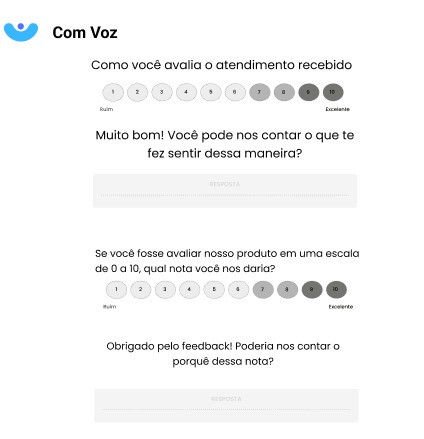 Com Voz
Como você avalia o atendimento recebido
1 2 3 4 5 6 7 8 9 10
Ruim Excelente
Muito bom! Você pode nos contar o que te
fez sentir dessa maneira?
RESPOSTA
Se você fosse avaliar nosso produto em uma escala
de 0 a 10, qual nota você nos daria?
1 2 3 4 5 6 7 8 9 10
Ruim Excelente
Obrigado pelo feedback! Poderia nos contar o
porquê dessa nota?
RESPOSTA